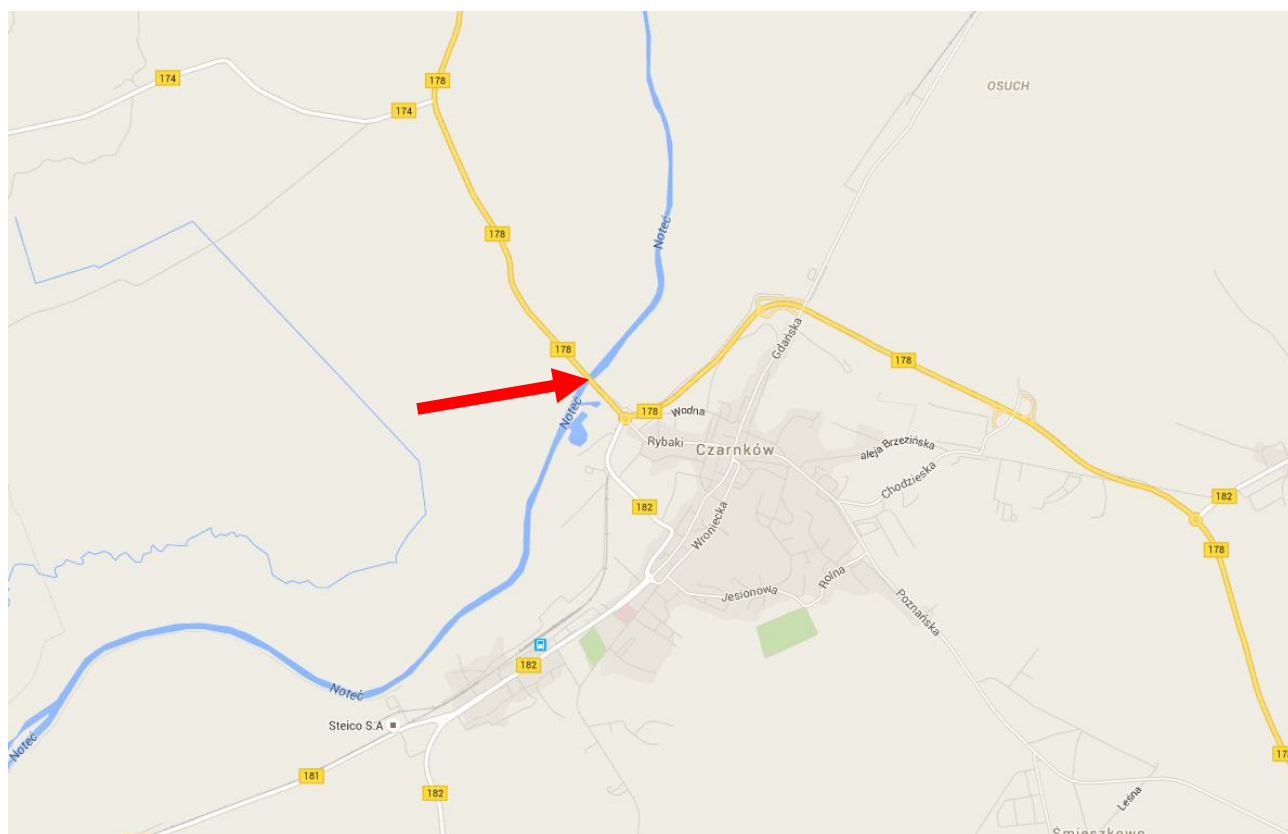 174
178
174
OSUCH
178
Noteć
Gdańska
178
178
178
Wodna
Noteć
Rybaki
Czarnków
aleja Brzezińska
Chodzieska
182
182
Wroniecka
178
Jesionowa
Rolna
Poznańska
182
Noteć
Steico S.A
Noteć
181
182
Leśna
Śmieszkowo